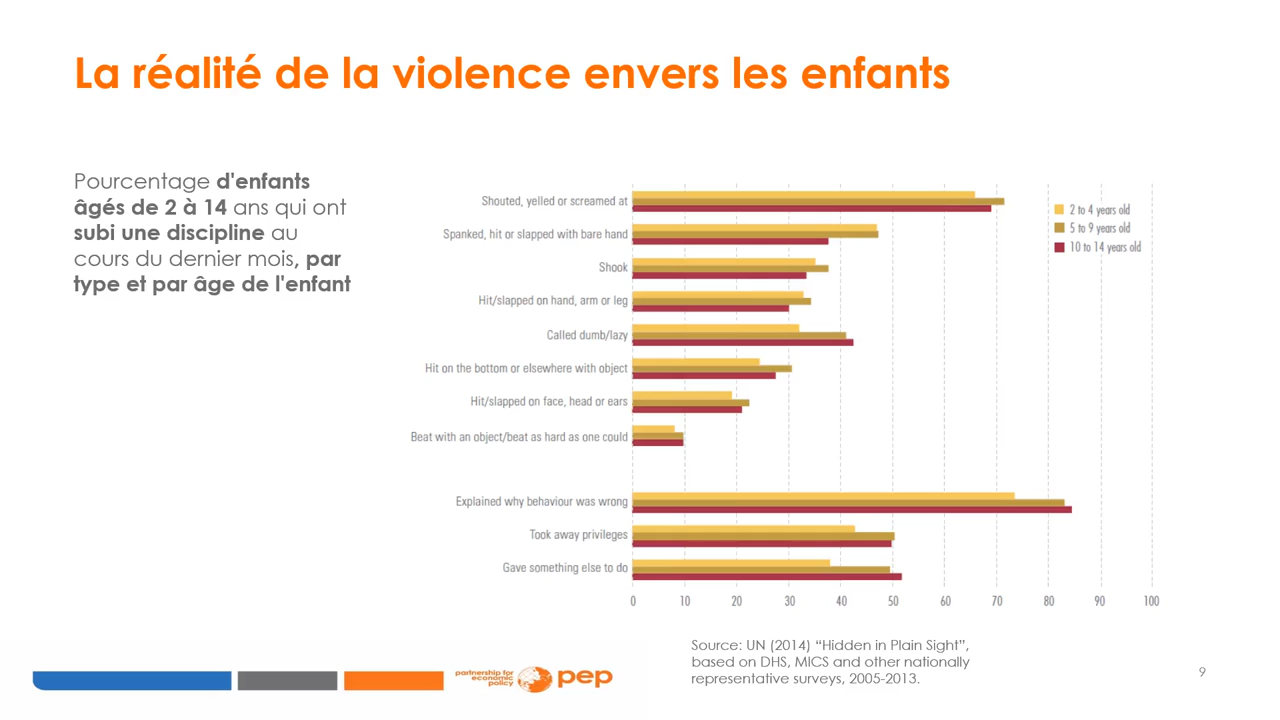 La réalité de la violence envers les enfants
Pourcentage d'enfants
âgés de 2 à 14 ans qui ont
subi une discipline au
cours du dernier mois, par
type et par âge de l'enfant
Shouted, yelled or screamed at
Spanked, hit or slapped with bare hand
Shook
Hit/slapped on hand, arm or leg
Called dumb/lazy
Hit on the bottom or elsewhere with object
Hit/slapped on face, head or ears
Beat with an object/beat as hard as one could
Explained why behaviour was wrong
Took away privileges
Gave something else to do
0 10 20 30 40 50 60 70 80 90 100
2 to 4 years old
5 to 9 years old
10 to 14 years old
Source: UN (2014) “Hidden in Plain Sight”,
based on DHS, MICS and other nationally
representative surveys, 2005-2013.
partnership for
economic
policy
pep
9